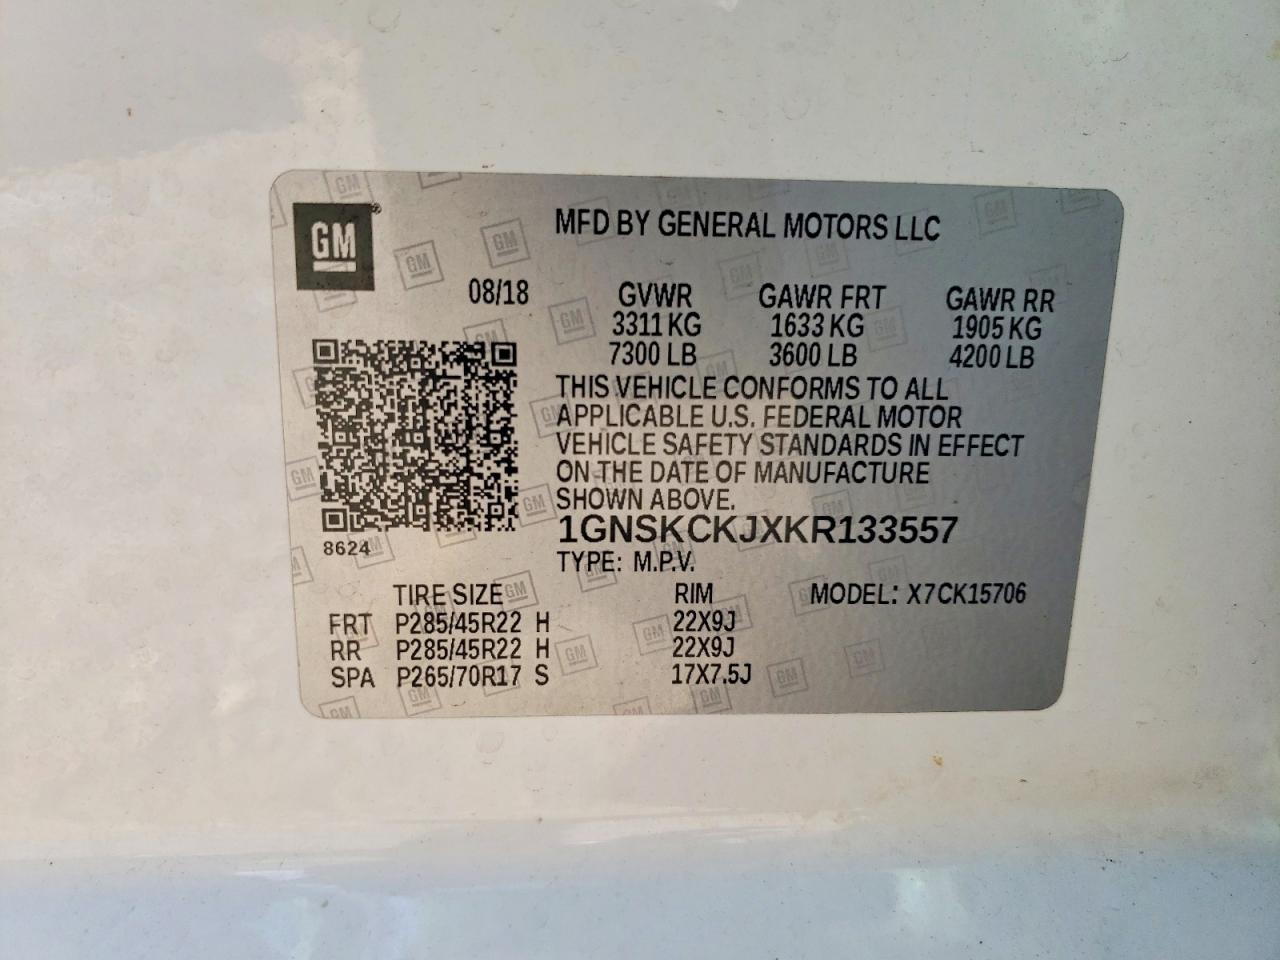 GM®
MFD BY GENERAL MOTORS LLC
08/18 GVWR GAWR FRT GAWR RR
3311 KG 1633 KG 1905 KG
7300 LB 3600 LB 4200 LB
THIS VEHICLE CONFORMS TO ALL
APPLICABLE U.S. FEDERAL MOTOR
VEHICLE SAFETY STANDARDS IN EFFECT
ON THE DATE OF MANUFACTURE
SHOWN ABOVE.
1GNSKCKJXKR133557
8624
TYPE: M.P.V.
TIRE SIZE RIM MODEL: X7CK15706
FRT P285/45R22 H 22X9J
RR P285/45R22 H 22X9J
SPA P265/70R17 S 17X7.5J